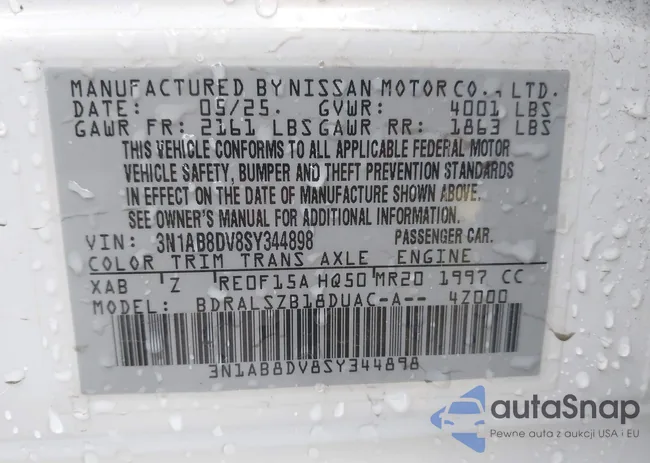 MANUFACTURED BY NISSAN MOTOR CO., LTD.
DATE: 05/25. GVWR: 4001 LBS
GAWR FR: 2161 LBS GAWR RR: 1863 LBS
THIS VEHICLE CONFORMS TO ALL APPLICABLE FEDERAL MOTOR
VEHICLE SAFETY, BUMPER AND THEFT PREVENTION STANDARDS
IN EFFECT ON THE DATE OF MANUFACTURE SHOWN ABOVE.
SEE OWNER'S MANUAL FOR ADDITIONAL INFORMATION.
VIN: 3N1AB8DV8SY344898 PASSENGER CAR.
COLOR TRIM TRANS AXLE ENGINE
XAB Z RE0F15A HQ50 MR20 1997 CC
MODEL: BDRALSZB18DUAC-A-- 4Z000
3N1AB8DV8SY344898
autaSnap
Pewne auta z aukcji USA i EU